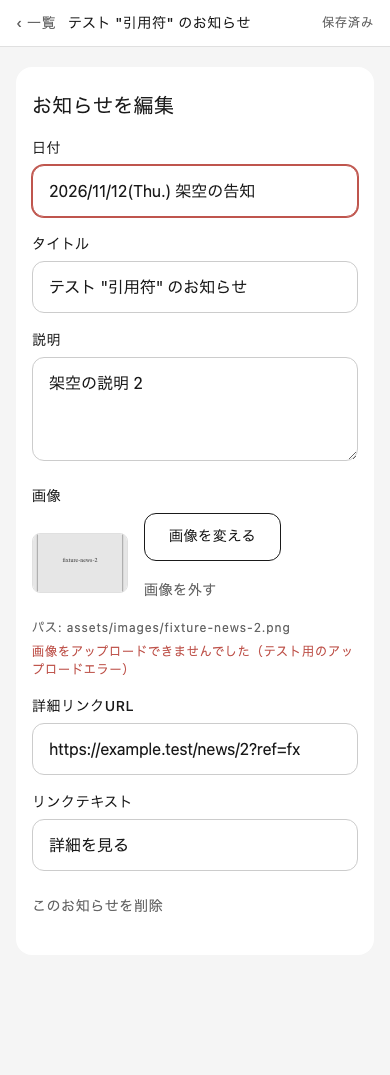 ‹ 一覧 テスト "引用符" のお知らせ 保存済み
お知らせを編集
日付
2026/11/12(Thu.) 架空の告知
タイトル
テスト "引用符" のお知らせ
説明
架空の説明 2
画像
fixture-news-2
画像を変える
画像を外す
パス: assets/images/fixture-news-2.png
画像をアップロードできませんでした（テスト用のアッ
プロードエラー）
詳細リンクURL
https://example.test/news/2?ref=fx
リンクテキスト
詳細を見る
このお知らせを削除